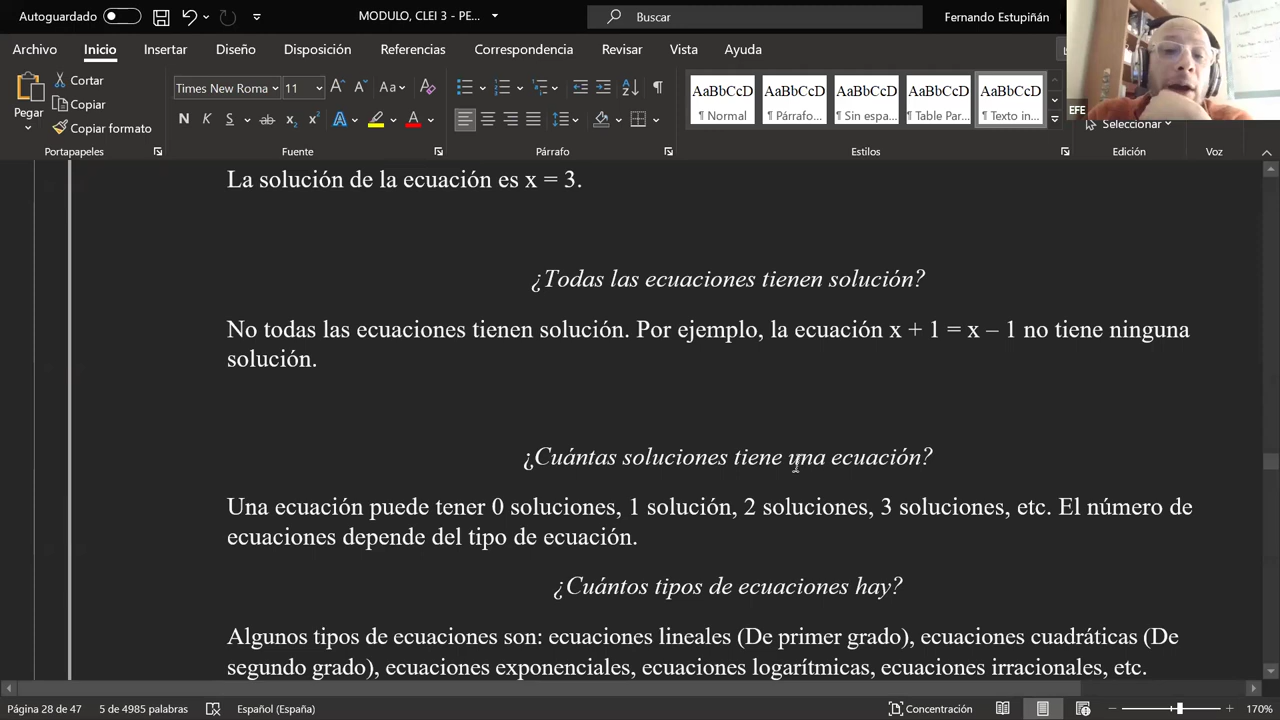 Autoguardado
MODULO, CLEI 3 - PE...
Buscar
Fernando Estupiñán
Archivo Inicio Insertar Diseño Disposición Referencias Correspondencia Revisar Vista Ayuda
Pegar
Cortar
Copiar
Copiar formato
Times New Roma 11
Aa
N K S ab x₂ x² A A
AaBbCcD AaBbCcD AaBbCcD AaBbCcD AaBbCcD
¶ Normal ¶ Párrafo... ¶ Sin espa... ¶ Table Par... ¶ Texto in...
EFE
Seleccionar
Portapapeles Fuente Párrafo Estilos Edición Voz
La solución de la ecuación es x = 3.
¿Todas las ecuaciones tienen solución?
No todas las ecuaciones tienen solución. Por ejemplo, la ecuación x + 1 = x – 1 no tiene ninguna
solución.
¿Cuántas soluciones tiene una ecuación?
Una ecuación puede tener 0 soluciones, 1 solución, 2 soluciones, 3 soluciones, etc. El número de
ecuaciones depende del tipo de ecuación.
¿Cuántos tipos de ecuaciones hay?
Algunos tipos de ecuaciones son: ecuaciones lineales (De primer grado), ecuaciones cuadráticas (De
segundo grado), ecuaciones exponenciales, ecuaciones logarítmicas, ecuaciones irracionales, etc.
Página 28 de 47 5 de 4985 palabras Español (España) Concentración 170%